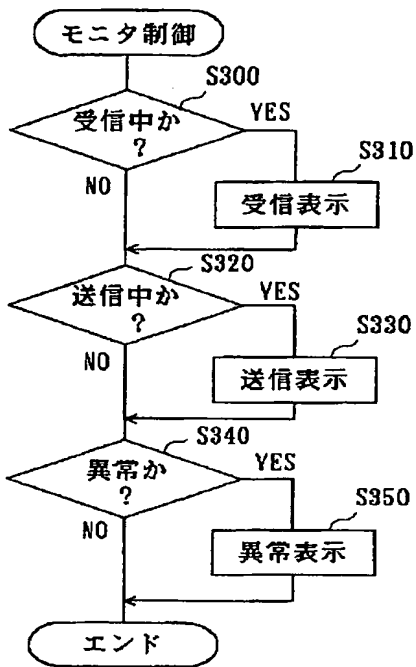 モニタ制御
S300
受信中か
?
YES
NO
S310
受信表示
S320
送信中か
?
YES
NO
S330
送信表示
S340
異常か
?
YES
NO
S350
異常表示
エンド